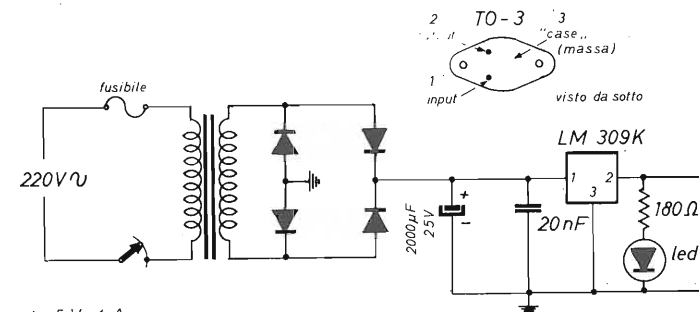 2
TO-3
3
"case„
(massa)
1
input
visto da sotto
fusibile
220V
LM 309K
1
2
3
+
-
2000µF
25V
20nF
180Ω
led